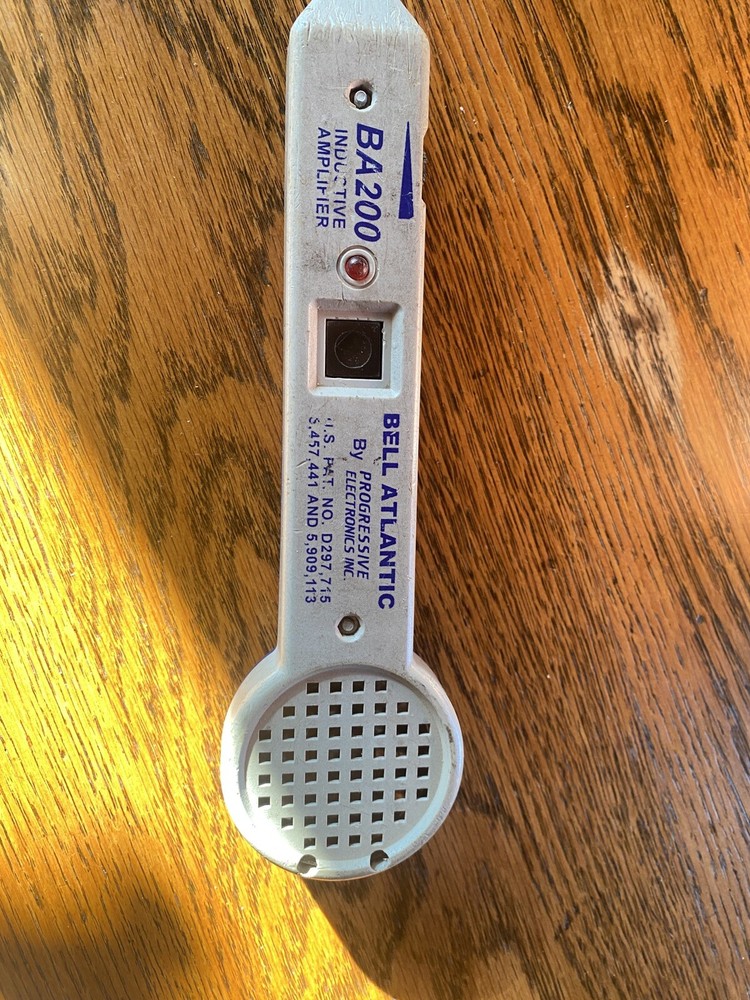 BA200
INDUCTIVE
AMPLIFIER
BELL ATLANTIC
By PROGRESSIVE
ELECTRONICS INC.
U.S. PAT. NO. D297,715
5,457,441 AND 5,909,113